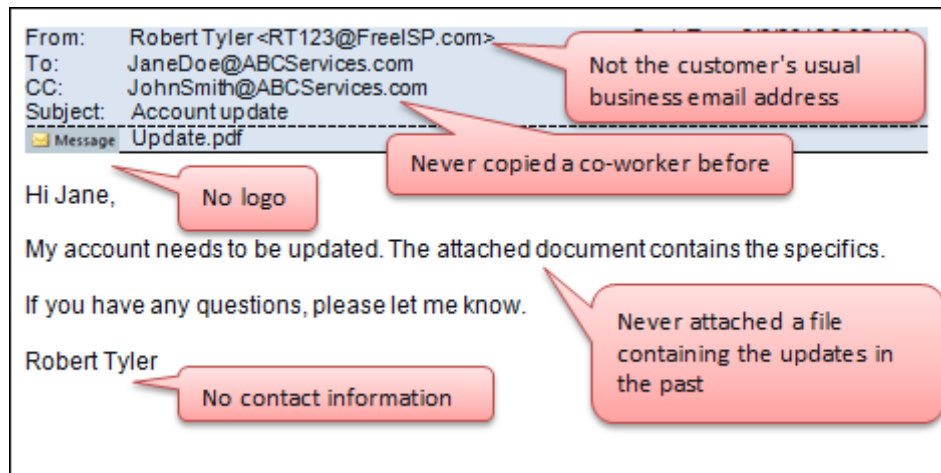 From: Robert Tyler<RT123@FreeISP.com>
To: JaneDoe@ABCServices.com
CC: JohnSmith@ABCServices.com
Subject: Account update
Message Update.pdf
Not the customer's usual
business email address
Never copied a co-worker before
No logo
Hi Jane,
My account needs to be updated. The attached document contains the specifics.
If you have any questions, please let me know.
Never attached a file
containing the updates in
the past
Robert Tyler
No contact information